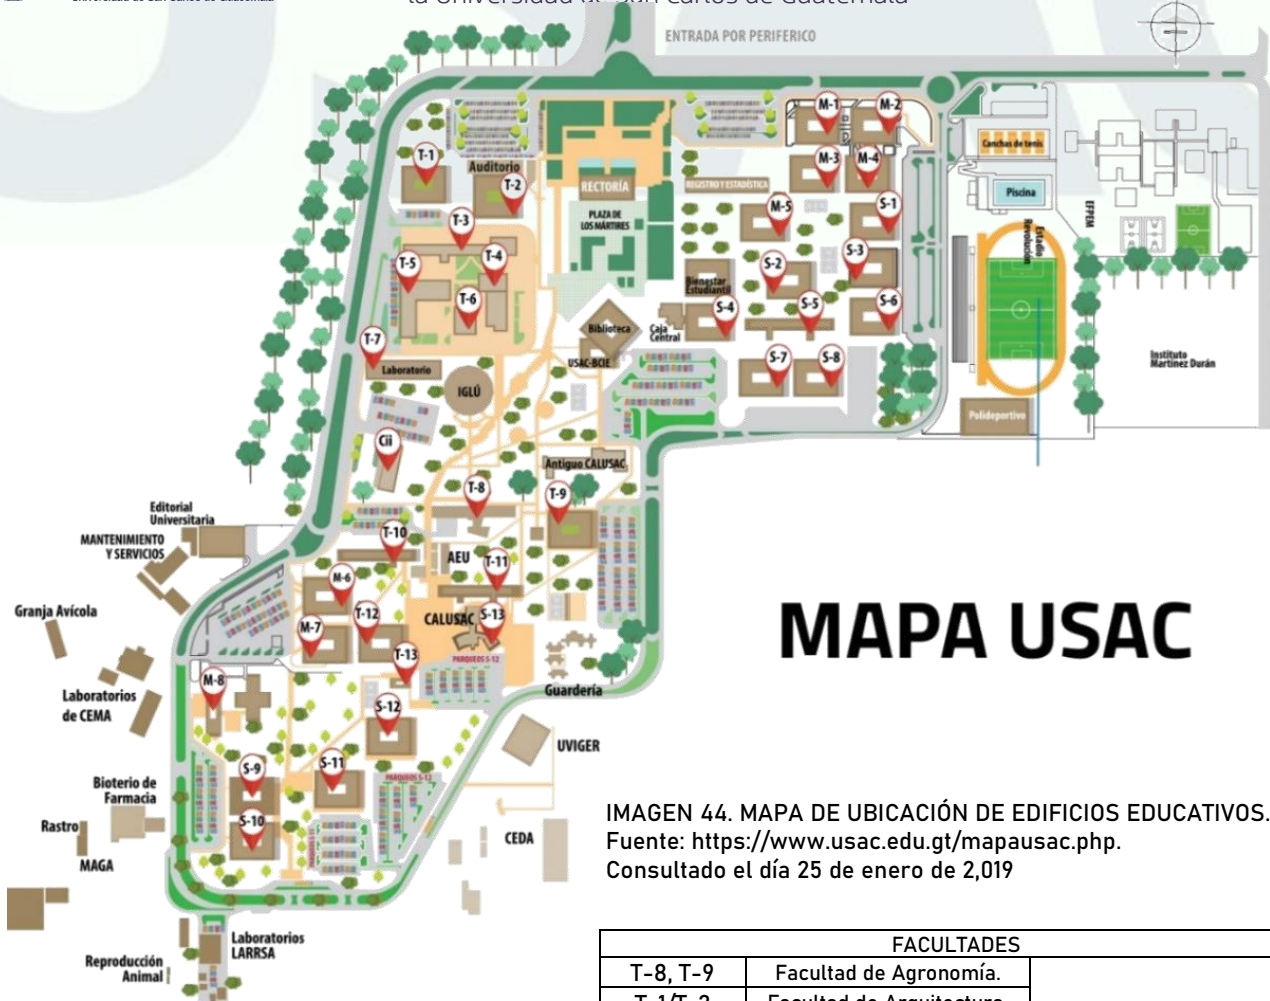 la Universidad de San Carlos de Guatemala
ENTRADA POR PERIFERICO
M-1
M-2
T-1
Auditorio
T-2
RECTORÍA
REGISTRO Y ESTADÍSTICA
M-3
M-4
Canchas de tenis
Piscina
PLAZA DE
LOS MÁRTIRES
M-5
S-1
EFPEM
Estadio
Revolución
T-3
T-5
T-4
S-2
S-3
Bienestar
Estudiantil
T-6
S-4
S-5
S-6
Biblioteca
Caja
Central
T-7
Laboratorio
USAC-BCIE
S-7
S-8
Instituto
Martínez Durán
IGLÚ
Polideportivo
Cii
Antiguo CALUSAC
T-8
T-9
Editorial
Universitaria
MANTENIMIENTO
Y SERVICIOS
T-10
AEU
T-11
M-6
Granja Avícola
T-12
CALUSAC
S-13
M-7
T-13
PARQUEOS S-12
MAPA USAC
M-8
Laboratorios
de CEMA
Guardería
S-12
UVIGER
S-9
S-11
PARQUEOS S-12
Bioterio de
Farmacia
S-10
Rastro
MAGA
CEDA
IMAGEN 44. MAPA DE UBICACIÓN DE EDIFICIOS EDUCATIVOS.
Fuente: https://www.usac.edu.gt/mapausac.php.
Consultado el día 25 de enero de 2,019
Laboratorios
LARRSA
Reproducción
Animal
FACULTADES
T-8, T-9 Facultad de Agronomía.